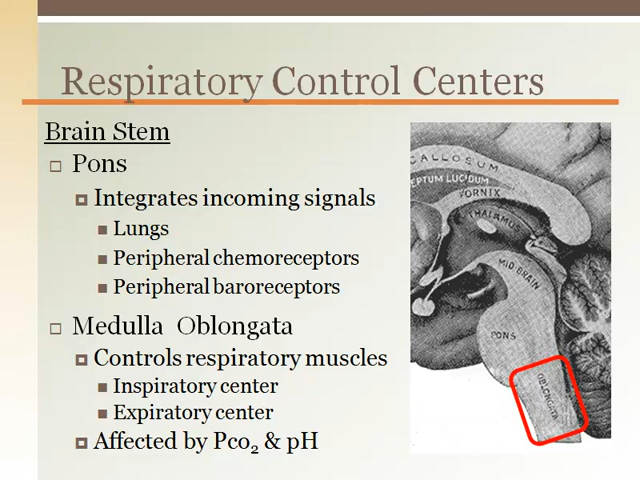 Respiratory Control Centers
Brain Stem
Pons
Integrates incoming signals
Lungs
Peripheral chemoreceptors
Peripheral baroreceptors
Medulla Oblongata
Controls respiratory muscles
Inspiratory center
Expiratory center
Affected by Pco₂ & pH
CALLOSUM
SEPTUM LUCIDUM
FORNIX
THALAMUS
MID-BRAIN
PONS
OBLONGATA